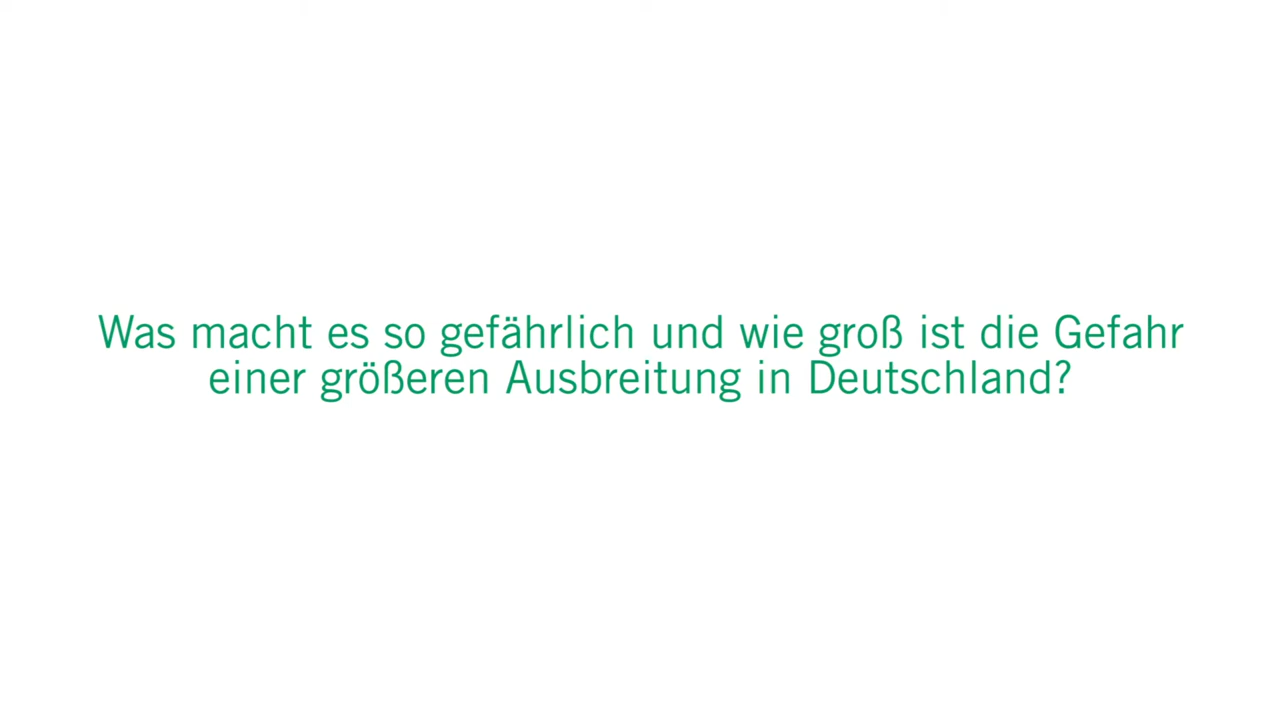 Was macht es so gefährlich und wie groß ist die Gefahr
einer größeren Ausbreitung in Deutschland?